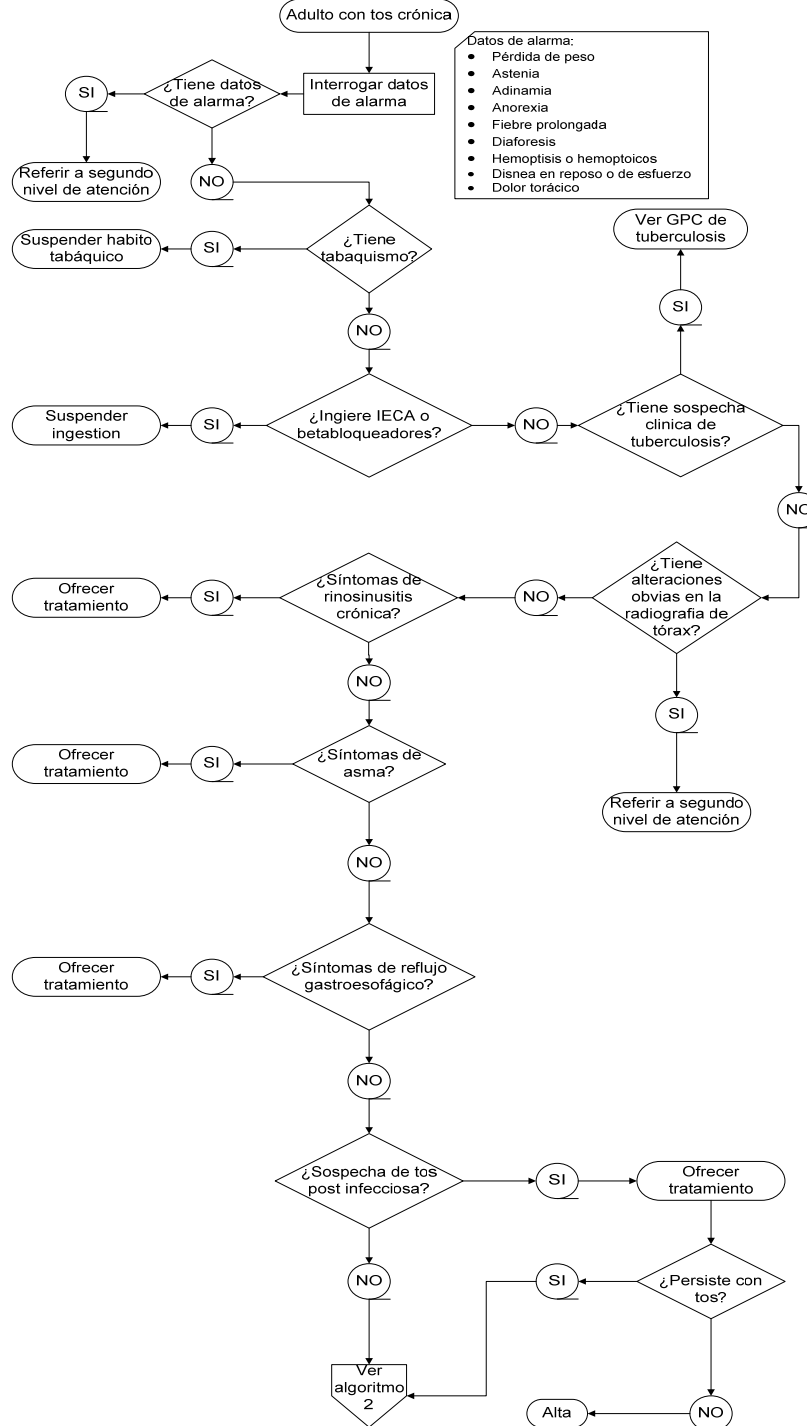 Adulto con tos crónica
Datos de alarma:
• Pérdida de peso
• Astenia
• Adinamia
• Anorexia
• Fiebre prolongada
• Diaforesis
• Hemoptisis o hemoptoicos
• Disnea en reposo o de esfuerzo
• Dolor torácico
Interrogar datos
de alarma
¿Tiene datos
de alarma?
SI
Referir a segundo
nivel de atención
NO
¿Tiene
tabaquismo?
SI
Suspender habito
tabáquico
NO
¿Ingiere IECA o
betabloqueadores?
SI
Suspender
ingestion
NO
¿Tiene sospecha
clinica de
tuberculosis?
SI
Ver GPC de
tuberculosis
NO
¿Tiene
alteraciones
obvias en la
radiografia de
tórax?
SI
Referir a segundo
nivel de atención
NO
¿Síntomas de
rinosinusitis
crónica?
SI
Ofrecer
tratamiento
NO
¿Síntomas de
asma?
SI
Ofrecer
tratamiento
NO
¿Síntomas de reflujo
gastroesofágico?
SI
Ofrecer
tratamiento
NO
¿Sospecha de tos
post infecciosa?
SI
Ofrecer
tratamiento
¿Persiste con
tos?
SI
NO
Alta
NO
Ver
algoritmo
2